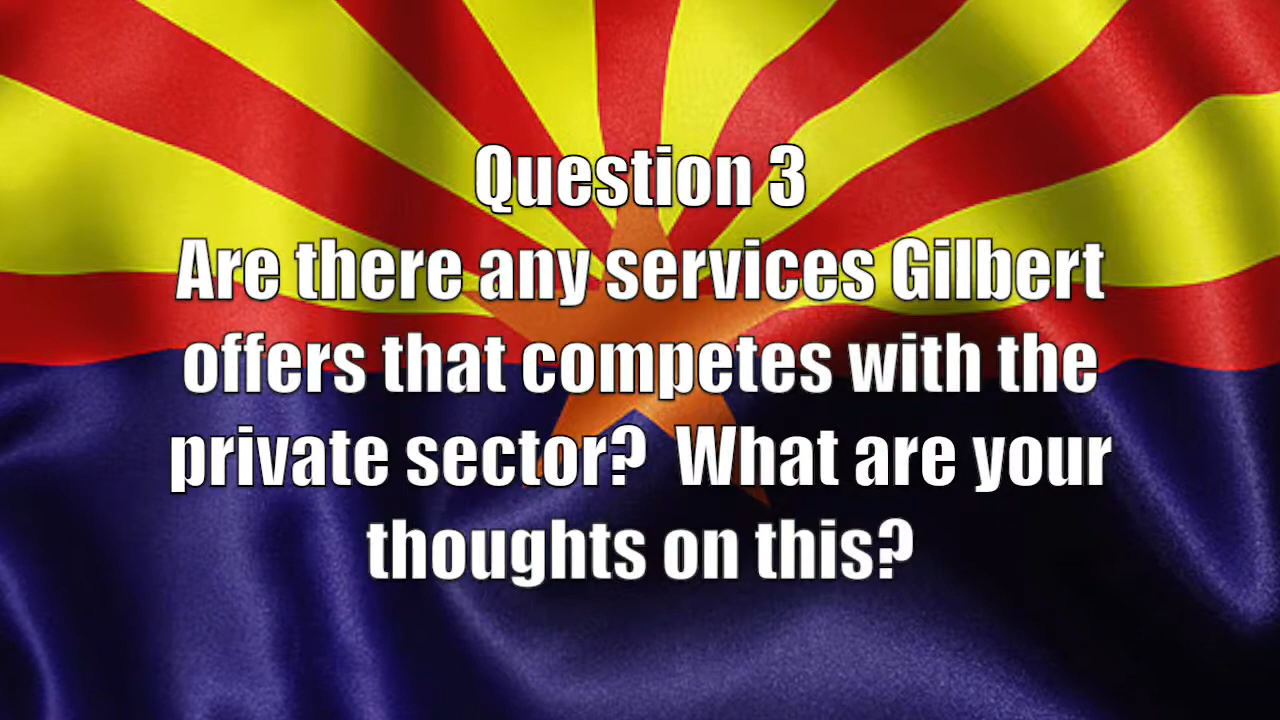 Question 3
Are there any services Gilbert
offers that competes with the
private sector?  What are your
thoughts on this?